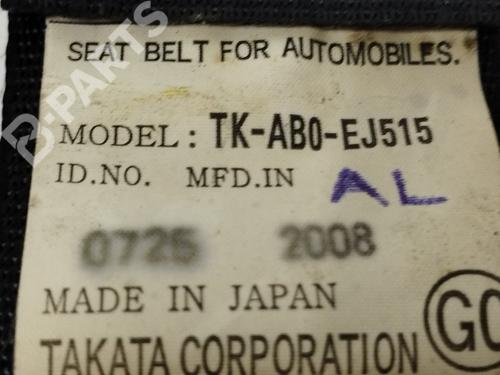 B-PARTS
SEAT BELT FOR AUTOMOBILES.
MODEL : TK-AB0-EJ515
ID.NO. MFD.IN AL
0725 2008
MADE IN JAPAN
TAKATA CORPORATION